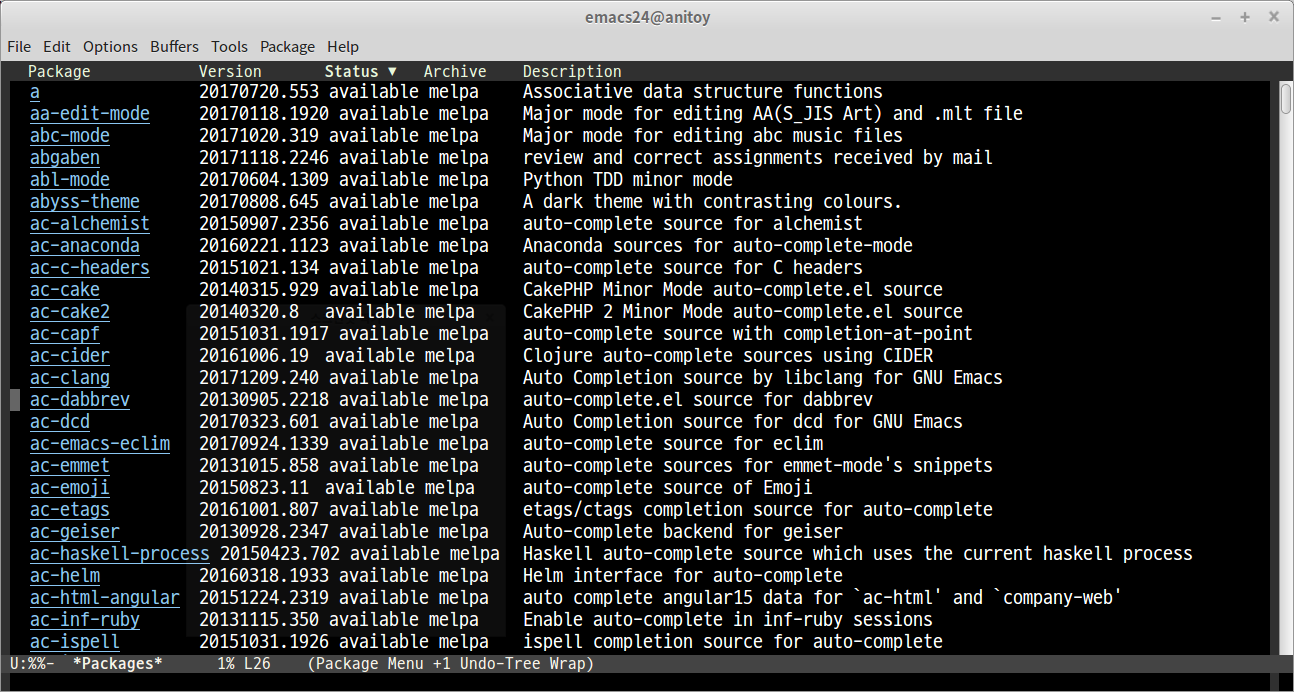 emacs24@anitoy
File Edit Options Buffers Tools Package Help
Package Version Status ▼ Archive Description
a 20170720.553 available melpa Associative data structure functions
aa-edit-mode 20170118.1920 available melpa Major mode for editing AA(S_JIS Art) and .mlt file
abc-mode 20171020.319 available melpa Major mode for editing abc music files
abgaben 20171118.2246 available melpa review and correct assignments received by mail
abl-mode 20170604.1309 available melpa Python TDD minor mode
abyss-theme 20170808.645 available melpa A dark theme with contrasting colours.
ac-alchemist 20150907.2356 available melpa auto-complete source for alchemist
ac-anaconda 20160221.1123 available melpa Anaconda sources for auto-complete-mode
ac-c-headers 20151021.134 available melpa auto-complete source for C headers
ac-cake 20140315.929 available melpa CakePHP Minor Mode auto-complete.el source
ac-cake2 20140320.8 available melpa CakePHP 2 Minor Mode auto-complete.el source
ac-capf 20151031.1917 available melpa auto-complete source with completion-at-point
ac-cider 20161006.19 available melpa Clojure auto-complete sources using CIDER
ac-clang 20171209.240 available melpa Auto Completion source by libclang for GNU Emacs
ac-dabbrev 20130905.2218 available melpa auto-complete.el source for dabbrev
ac-dcd 20170323.601 available melpa Auto Completion source for dcd for GNU Emacs
ac-emacs-eclim 20170924.1339 available melpa auto-complete source for eclim
ac-emmet 20131015.858 available melpa auto-complete sources for emmet-mode's snippets
ac-emoji 20150823.11 available melpa auto-complete source of Emoji
ac-etags 20161001.807 available melpa etags/ctags completion source for auto-complete
ac-geiser 20130928.2347 available melpa Auto-complete backend for geiser
ac-haskell-process 20150423.702 available melpa Haskell auto-complete source which uses the current haskell process
ac-helm 20160318.1933 available melpa Helm interface for auto-complete
ac-html-angular 20151224.2319 available melpa auto complete angular15 data for `ac-html' and `company-web'
ac-inf-ruby 20131115.350 available melpa Enable auto-complete in inf-ruby sessions
ac-ispell 20151031.1926 available melpa ispell completion source for auto-complete
U:%%- *Packages* 1% L26 (Package Menu +1 Undo-Tree Wrap)